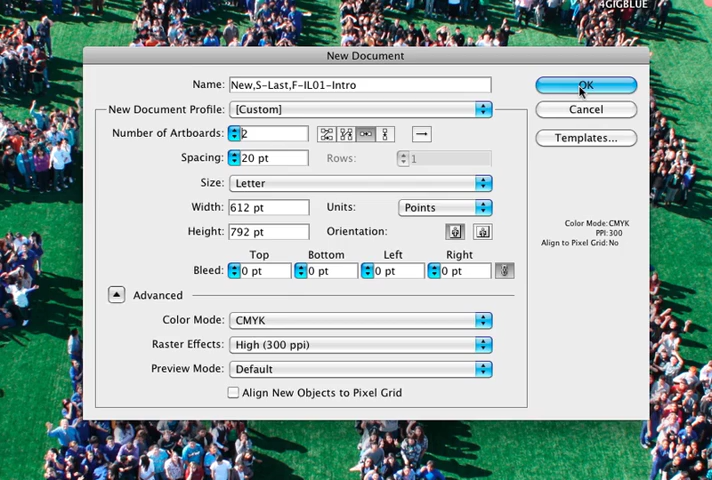 4GIGBLUE
New Document
Name: New,S-Last,F-IL01-Intro
OK
New Document Profile: [Custom]
Cancel
Number of Artboards: 2
Templates...
Spacing: 20 pt Rows: 1
Size: Letter
Width: 612 pt Units: Points
Height: 792 pt Orientation:
Color Mode: CMYK
PPI: 300
Align to Pixel Grid: No
Top Bottom Left Right
Bleed: 0 pt 0 pt 0 pt 0 pt
Advanced
Color Mode: CMYK
Raster Effects: High (300 ppi)
Preview Mode: Default
Align New Objects to Pixel Grid